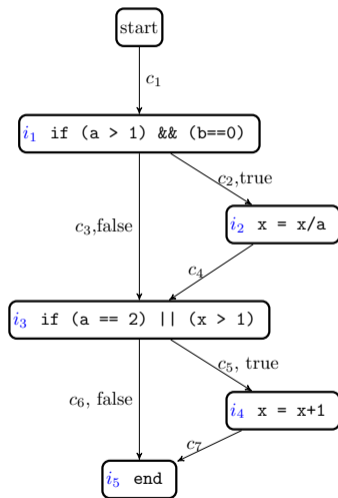 start
c1
i1 if (a > 1) && (b==0)
c2,true
c3,false
i2 x = x/a
c4
i3 if (a == 2) || (x > 1)
c5, true
c6, false
i4 x = x+1
c7
i5 end